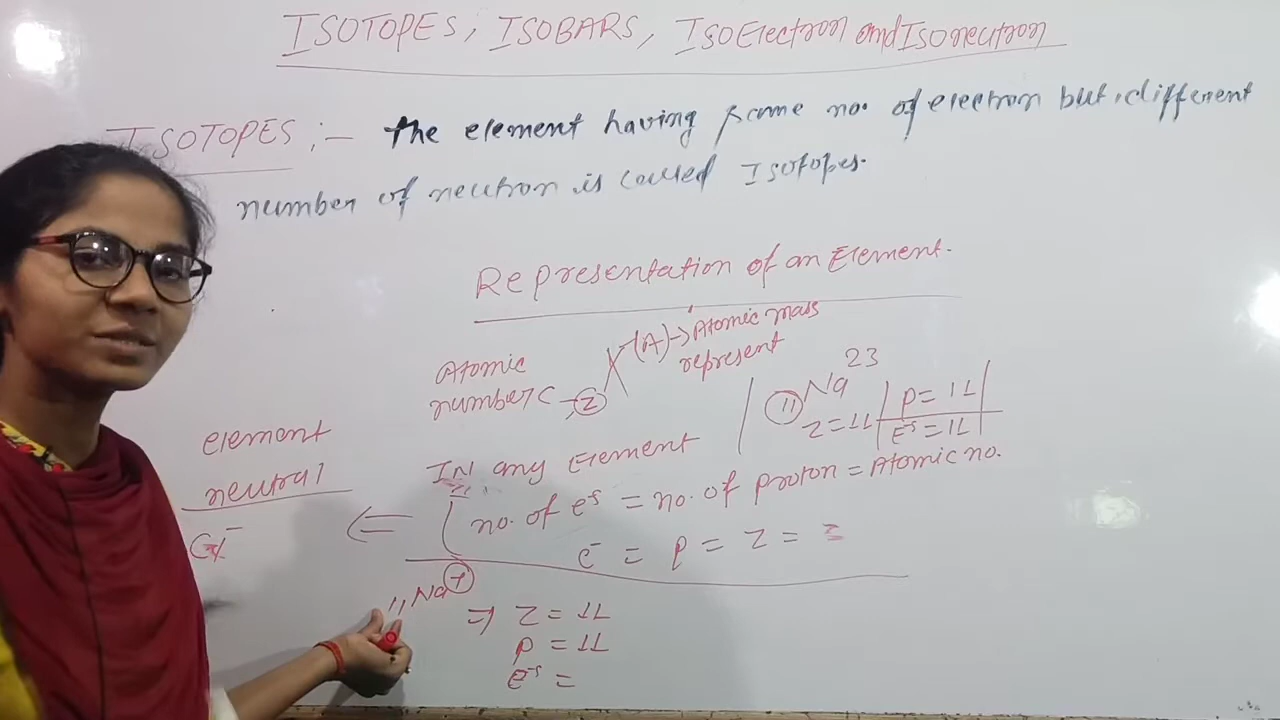 ISOTOPES, ISOBARS, ISOElectron and ISOneutron
ISOTOPES :- The element having same no. of electron but different
number of neutron is called Isotopes.
Representation of an Element.
X (A) -> Atomic mass
represent
Atomic
number
Z
11 Na 23
Z = 11
P = 11
e-s = 11
element
neutral
IN any Element
no. of e-s = no. of proton = Atomic no.
e- = p = Z =
11 Na +
=> Z = 11
P = 11
e-s =